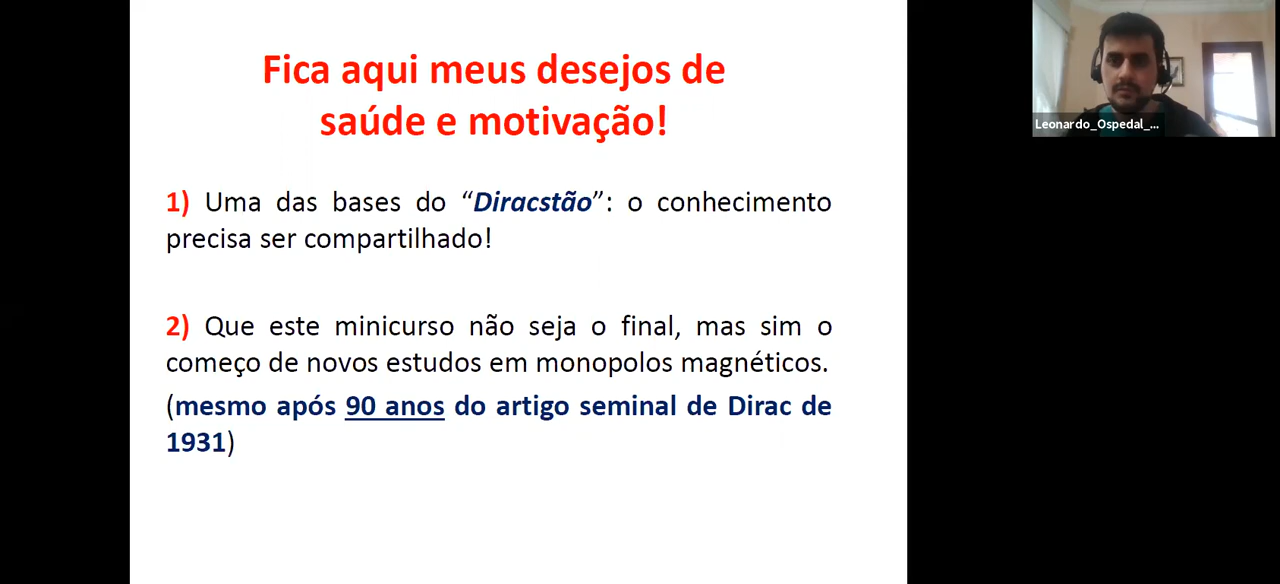 Fica aqui meus desejos de
saúde e motivação!
1) Uma das bases do “Diracstão”: o conhecimento
precisa ser compartilhado!
2) Que este minicurso não seja o final, mas sim o
começo de novos estudos em monopolos magnéticos.
(mesmo após 90 anos do artigo seminal de Dirac de
1931)
Leonardo_Ospedal_...